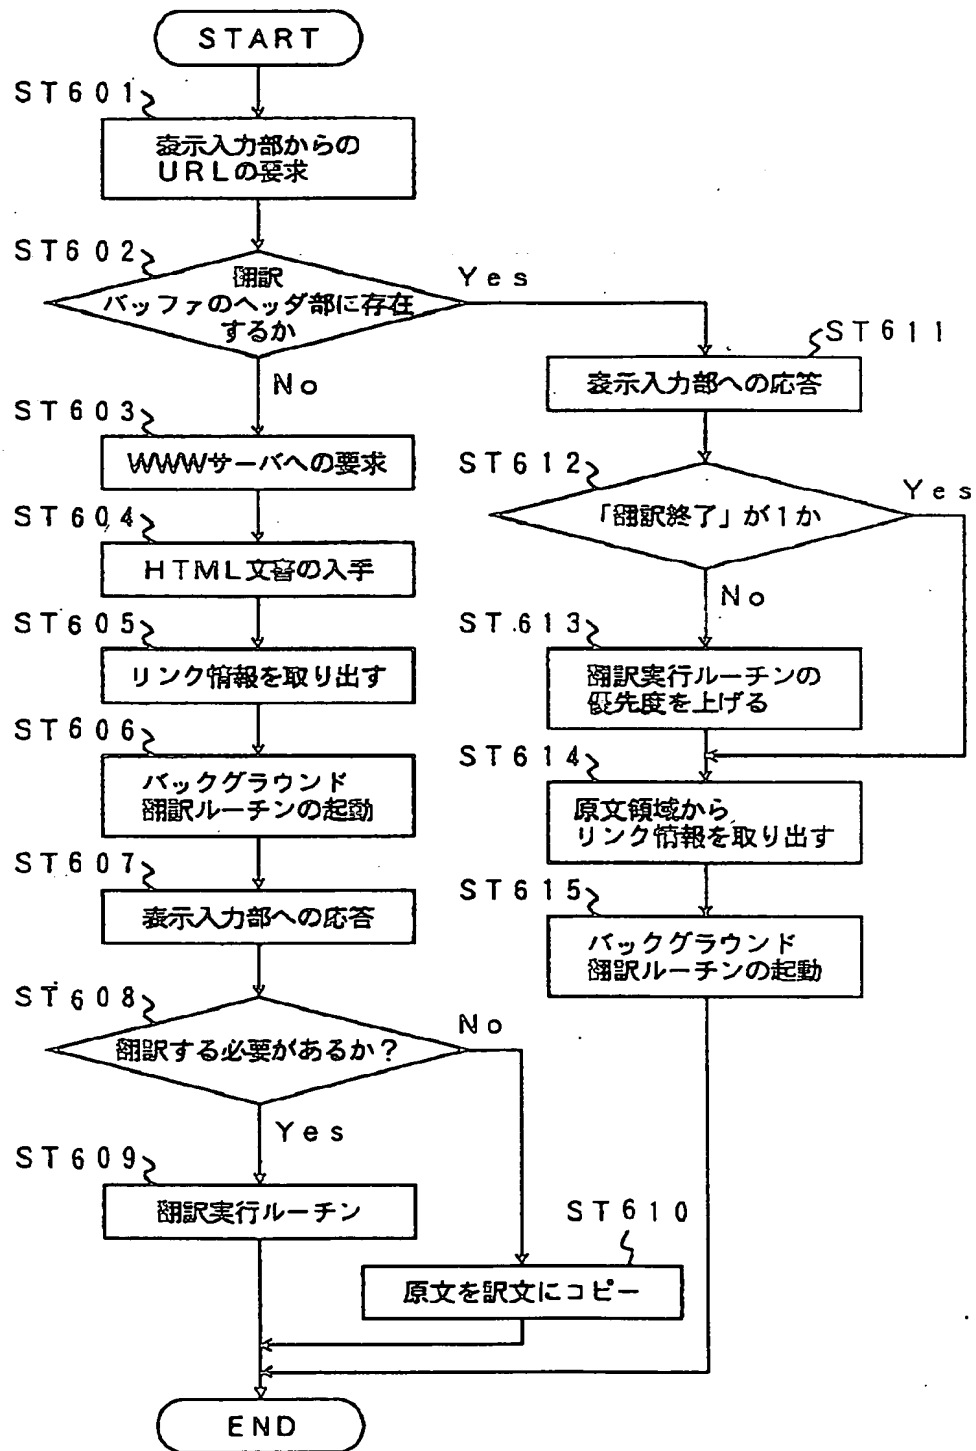 START
ST601
表示入力部からの
URLの要求
ST602
翻訳
バッファのヘッダ部に存在
するか
Yes
No
ST603
WWWサーバへの要求
ST604
HTML文書の入手
ST605
リンク情報を取り出す
ST606
バックグラウンド
翻訳ルーチンの起動
ST607
表示入力部への応答
ST608
翻訳する必要があるか?
No
Yes
ST609
翻訳実行ルーチン
ST610
原文を訳文にコピー
ST611
表示入力部への応答
ST612
「翻訳終了」が1か
Yes
No
ST.613
翻訳実行ルーチンの
優先度を上げる
ST614
原文領域から
リンク情報を取り出す
ST615
バックグラウンド
翻訳ルーチンの起動
END